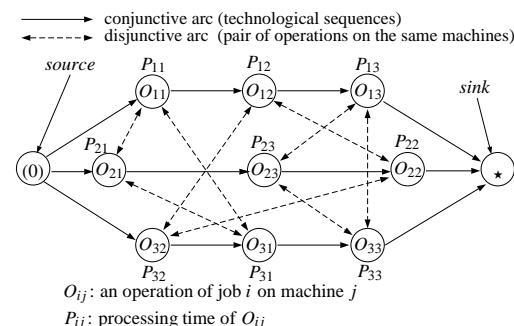 conjunctive arc (technological sequences)
disjunctive arc (pair of operations on the same machines)
source
P11 P12 P13
sink
O11 O12 O13
P21 P23 P22
(0) O21 O23 O22 ★
O32 O31 O33
P32 P31 P33
Oij: an operation of job i on machine j
Pij: processing time of Oij